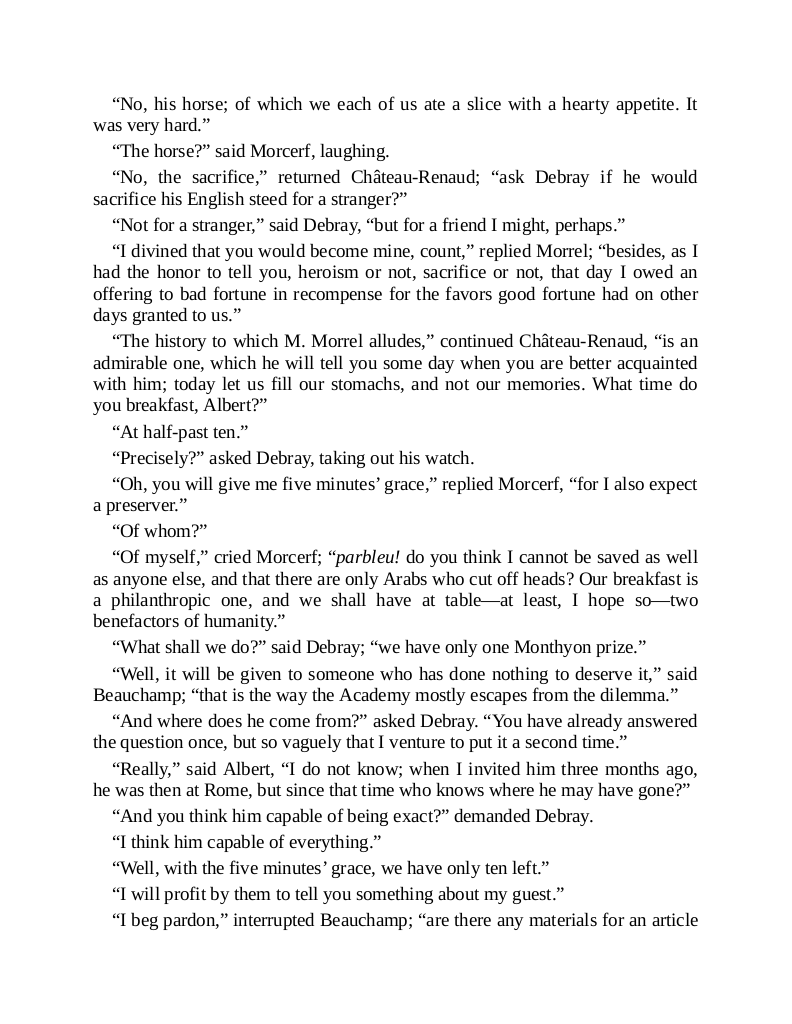 “No, his horse; of which we each of us ate a slice with a hearty appetite. It
was very hard.”
“The horse?” said Morcerf, laughing.
“No, the sacrifice,” returned Château-Renaud; “ask Debray if he would
sacrifice his English steed for a stranger?”
“Not for a stranger,” said Debray, “but for a friend I might, perhaps.”
“I divined that you would become mine, count,” replied Morrel; “besides, as I
had the honor to tell you, heroism or not, sacrifice or not, that day I owed an
offering to bad fortune in recompense for the favors good fortune had on other
days granted to us.”
“The history to which M. Morrel alludes,” continued Château-Renaud, “is an
admirable one, which he will tell you some day when you are better acquainted
with him; today let us fill our stomachs, and not our memories. What time do
you breakfast, Albert?”
“At half-past ten.”
“Precisely?” asked Debray, taking out his watch.
“Oh, you will give me five minutes’ grace,” replied Morcerf, “for I also expect
a preserver.”
“Of whom?”
“Of myself,” cried Morcerf; “parbleu! do you think I cannot be saved as well
as anyone else, and that there are only Arabs who cut off heads? Our breakfast is
a philanthropic one, and we shall have at table—at least, I hope so—two
benefactors of humanity.”
“What shall we do?” said Debray; “we have only one Monthyon prize.”
“Well, it will be given to someone who has done nothing to deserve it,” said
Beauchamp; “that is the way the Academy mostly escapes from the dilemma.”
“And where does he come from?” asked Debray. “You have already answered
the question once, but so vaguely that I venture to put it a second time.”
“Really,” said Albert, “I do not know; when I invited him three months ago,
he was then at Rome, but since that time who knows where he may have gone?”
“And you think him capable of being exact?” demanded Debray.
“I think him capable of everything.”
“Well, with the five minutes’ grace, we have only ten left.”
“I will profit by them to tell you something about my guest.”
“I beg pardon,” interrupted Beauchamp; “are there any materials for an article